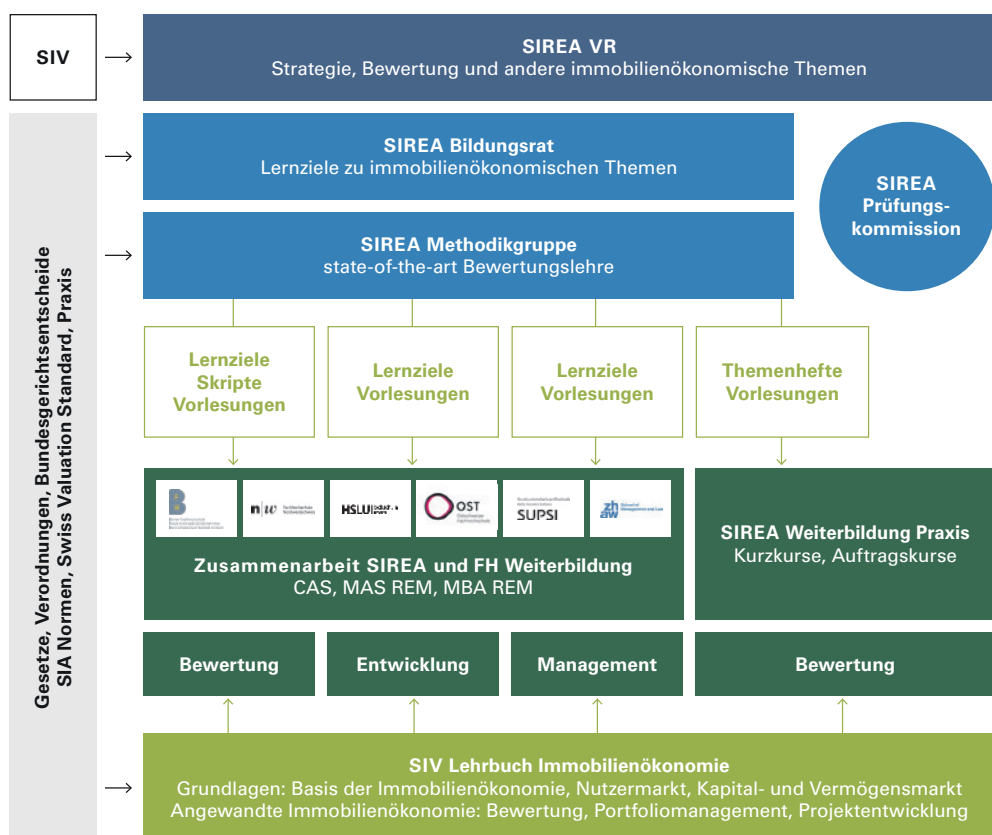 SIV
SIREA VR
Strategie, Bewertung und andere immobilienökonomische Themen
Gesetze, Verordnungen, Bundesgerichtsentscheide
SIA Normen, Swiss Valuation Standard, Praxis
SIREA Bildungsrat
Lernziele zu immobilienökonomischen Themen
SIREA
Prüfungs-
kommission
SIREA Methodikgruppe
state-of-the-art Bewertungslehre
Lernziele
Skripte
Vorlesungen
Lernziele
Vorlesungen
Lernziele
Vorlesungen
Themenhefte
Vorlesungen
B
n|w
HSLU
OST
SUPSI
zhaw
Zusammenarbeit SIREA und FH Weiterbildung
CAS, MAS REM, MBA REM
SIREA Weiterbildung Praxis
Kurzkurse, Auftragskurse
Bewertung
Entwicklung
Management
Bewertung
SIV Lehrbuch Immobilienökonomie
Grundlagen: Basis der Immobilienökonomie, Nutzermarkt, Kapital- und Vermögensmarkt
Angewandte Immobilienökonomie: Bewertung, Portfoliomanagement, Projektentwicklung